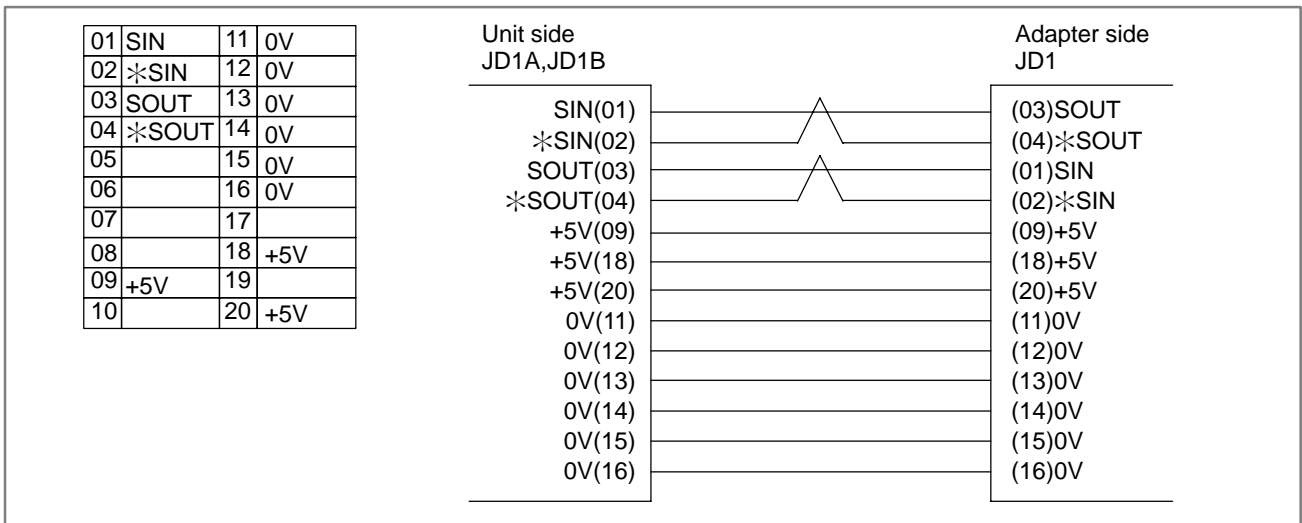 01 SIN 11 0V
02 ✳SIN 12 0V
03 SOUT 13 0V
04 ✳SOUT 14 0V
05 15 0V
06 16 0V
07 17
08 18 +5V
09 +5V 19
10 20 +5V
Unit side
JD1A,JD1B
Adapter side
JD1
SIN(01) (03)SOUT
✳SIN(02) (04)✳SOUT
SOUT(03) (01)SIN
✳SOUT(04) (02)✳SIN
+5V(09) (09)+5V
+5V(18) (18)+5V
+5V(20) (20)+5V
0V(11) (11)0V
0V(12) (12)0V
0V(13) (13)0V
0V(14) (14)0V
0V(15) (15)0V
0V(16) (16)0V